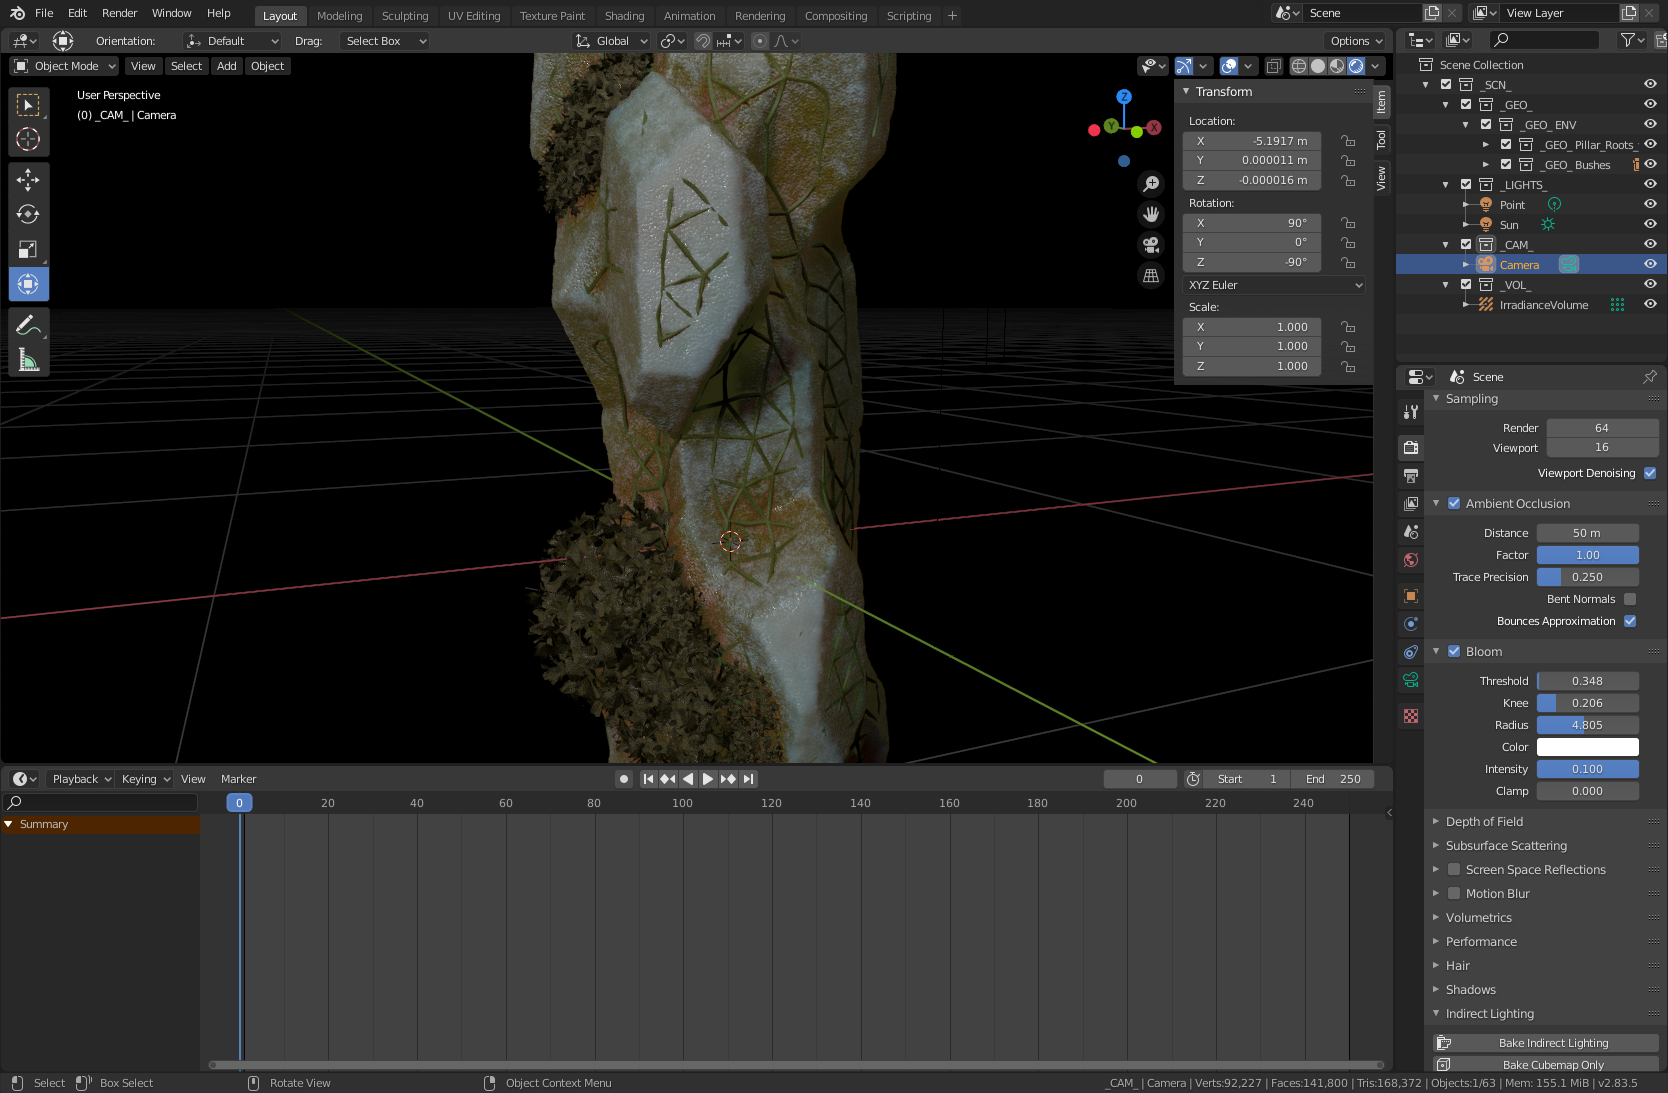 File Edit Render Window Help Layout Modeling Sculpting UV Editing Texture Paint Shading Animation Rendering Compositing Scripting + Scene View Layer
Orientation: Default Drag: Select Box Global Options
Object Mode View Select Add Object
User Perspective
(0) _CAM_ | Camera
Z
Y
X
Item
Tool
View
Transform
Location:
X -5.1917 m
Y 0.000011 m
Z -0.000016 m
Rotation:
X 90°
Y 0°
Z -90°
XYZ Euler
Scale:
X 1.000
Y 1.000
Z 1.000
Scene Collection
_SCN_
_GEO_
_GEO_ ENV
_GEO_Pillar_Roots_
_GEO_Bushes
_LIGHTS_
Point
Sun
_CAM_
Camera
_VOL_
IrradianceVolume
Scene
Sampling
Render 64
Viewport 16
Viewport Denoising
Ambient Occlusion
Distance 50 m
Factor 1.00
Trace Precision 0.250
Bent Normals
Bounces Approximation
Bloom
Threshold 0.348
Knee 0.206
Radius 4.805
Color
Intensity 0.100
Clamp 0.000
Depth of Field
Subsurface Scattering
Screen Space Reflections
Motion Blur
Volumetrics
Performance
Hair
Shadows
Indirect Lighting
Bake Indirect Lighting
Bake Cubemap Only
Playback Keying View Marker 0 Start 1 End 250
0 20 40 60 80 100 120 140 160 180 200 220 240
Summary
Select Box Select Rotate View Object Context Menu _CAM_ | Camera | Verts:92,227 | Faces:141,800 | Tris:168,372 | Objects:1/63 | Mem: 155.1 MiB | v2.83.5